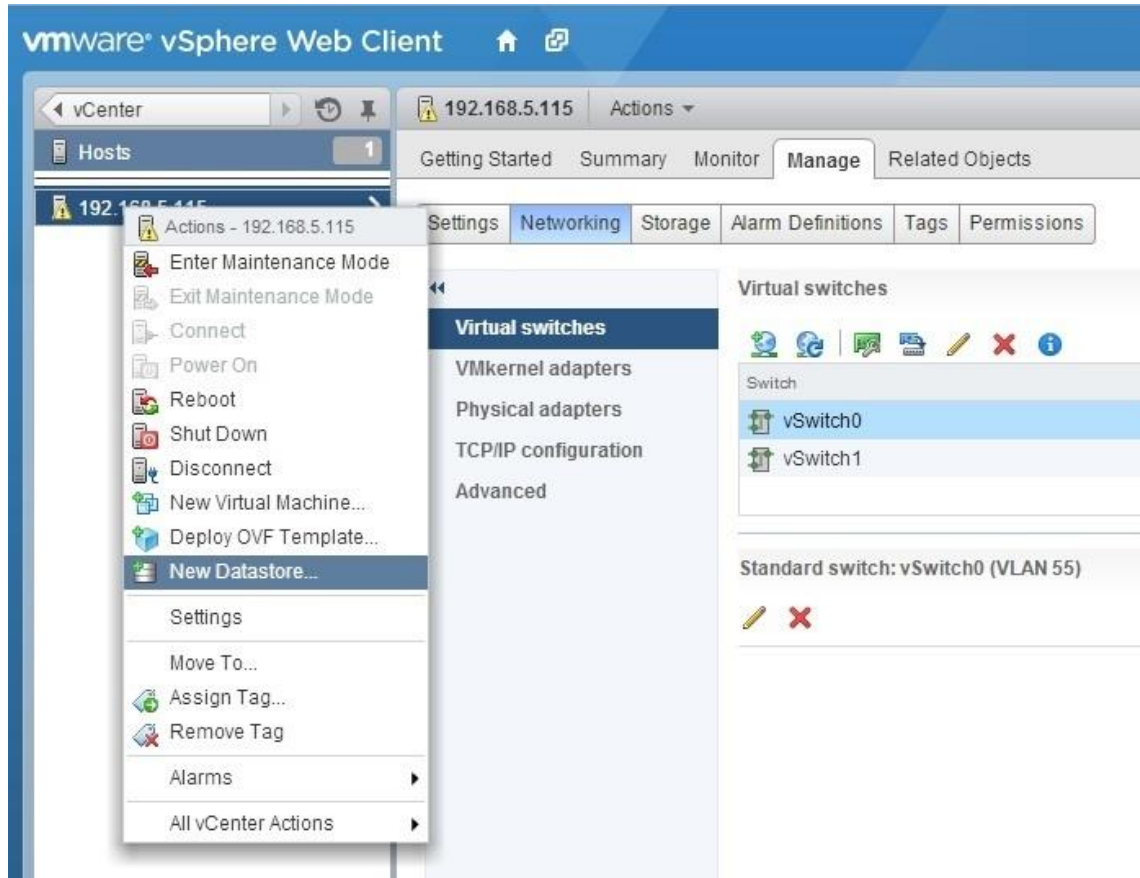 vmware® vSphere Web Client
vCenter
Hosts 1
192.168.5.115
Actions - 192.168.5.115
Enter Maintenance Mode
Exit Maintenance Mode
Connect
Power On
Reboot
Shut Down
Disconnect
New Virtual Machine...
Deploy OVF Template...
New Datastore...
Settings
Move To...
Assign Tag...
Remove Tag
Alarms
All vCenter Actions
192.168.5.115 Actions
Getting Started Summary Monitor Manage Related Objects
Settings Networking Storage Alarm Definitions Tags Permissions
Virtual switches
VMkernel adapters
Physical adapters
TCP/IP configuration
Advanced
Virtual switches
Switch
vSwitch0
vSwitch1
Standard switch: vSwitch0 (VLAN 55)